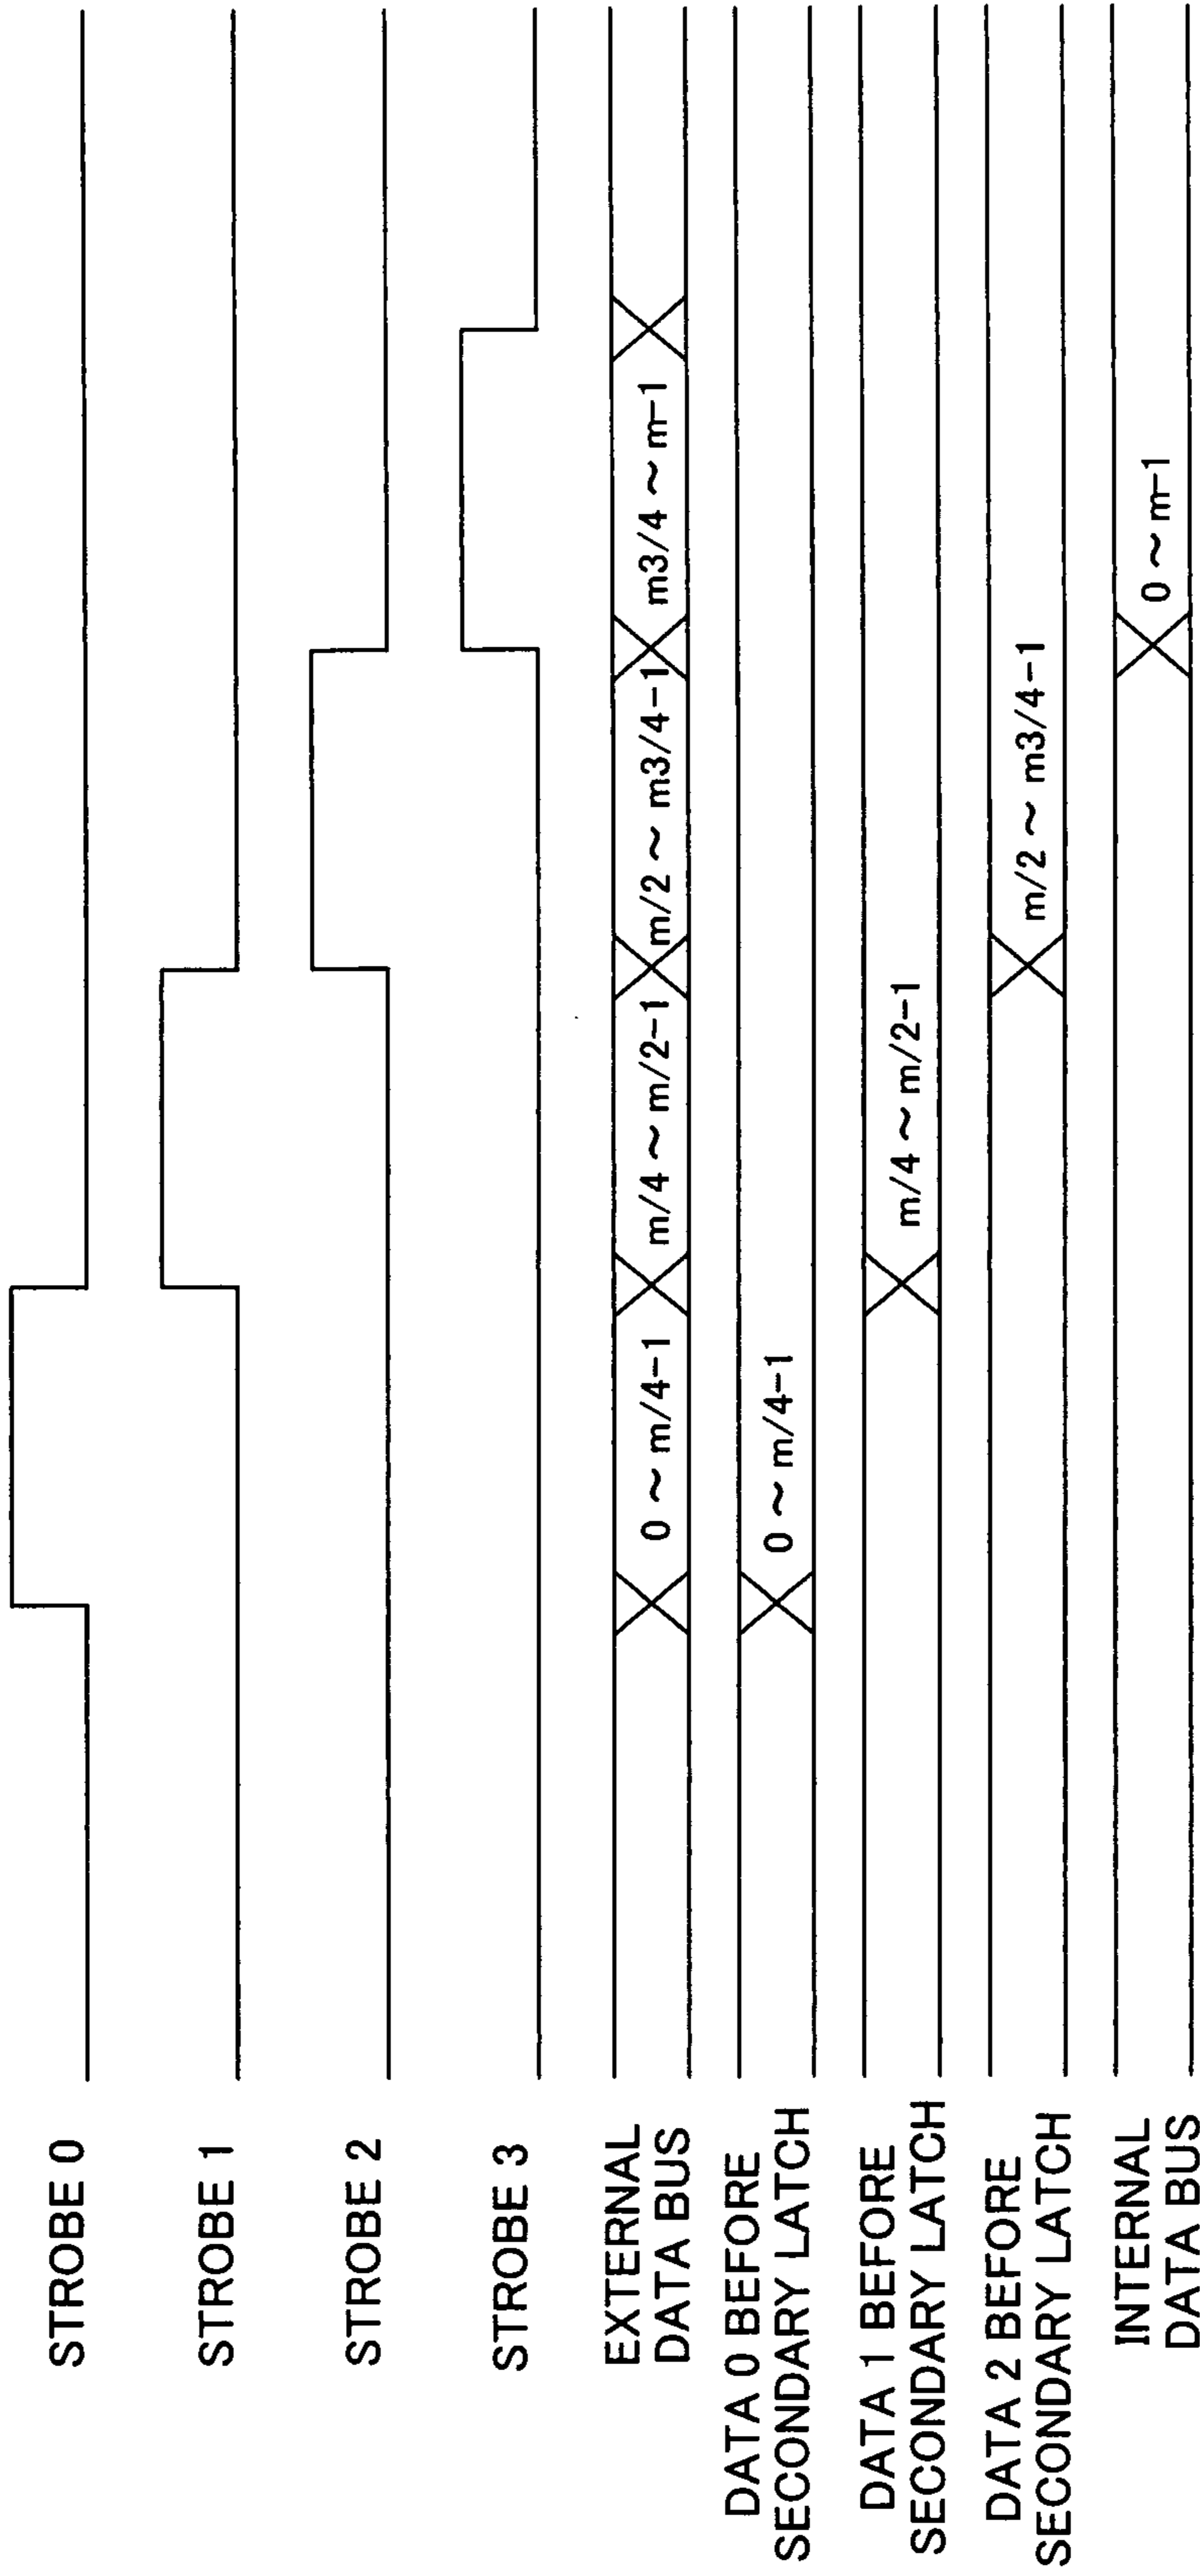 STROBE 0
STROBE 1
STROBE 2
STROBE 3
EXTERNAL
DATA BUS
0 ~ m/4-1
m/4 ~ m/2-1
m/2 ~ m3/4-1
m3/4 ~ m-1
DATA 0 BEFORE
SECONDARY LATCH
0 ~ m/4-1
DATA 1 BEFORE
SECONDARY LATCH
m/4 ~ m/2-1
DATA 2 BEFORE
SECONDARY LATCH
m/2 ~ m3/4-1
INTERNAL
DATA BUS
0 ~ m-1